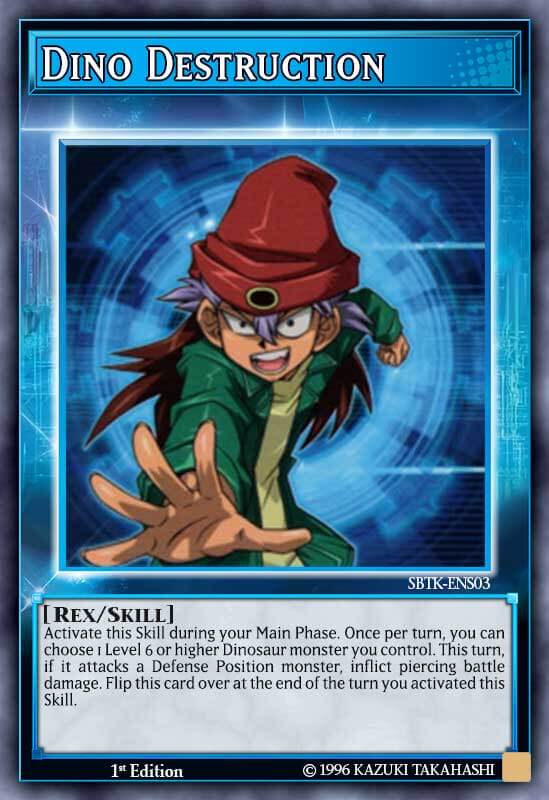 Dino Destruction
SBTK-ENS03
[Rex/Skill]
Activate this Skill during your Main Phase. Once per turn, you can
choose 1 Level 6 or higher Dinosaur monster you control. This turn,
if it attacks a Defense Position monster, inflict piercing battle
damage. Flip this card over at the end of the turn you activated this
Skill.
1st Edition
© 1996 KAZUKI TAKAHASHI